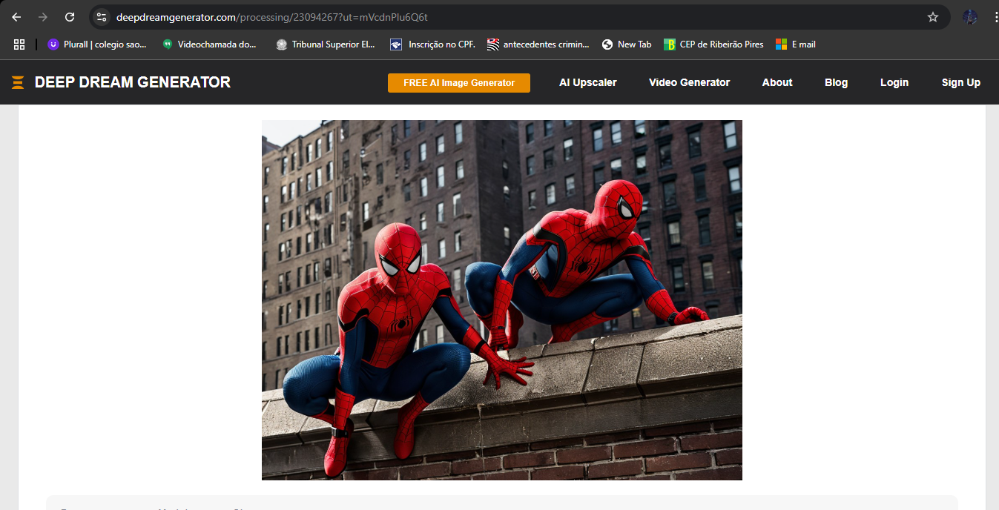 deepdreamgenerator.com/processing/23094267?ut=mVcdnPlu6Q6t
Plurall | colegio sao... Videochamada do... Tribunal Superior El... Inscrição no CPF. antecedentes crimin... New Tab CEP de Ribeirão Pires E mail
DEEP DREAM GENERATOR FREE AI Image Generator AI Upscaler Video Generator About Blog Login Sign Up